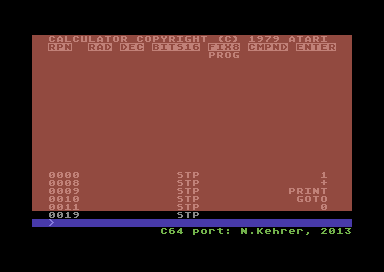 CALCULATOR COPYRIGHT (C) 1979 ATARI
RPN RAD DEC BITS16 FIX8 CMPND ENTER
PROG
0000 STP 1
0008 STP +
0009 STP PRINT
0010 STP GOTO
0011 STP 0
0019 STP
>
C64 port: N.Kehrer, 2013